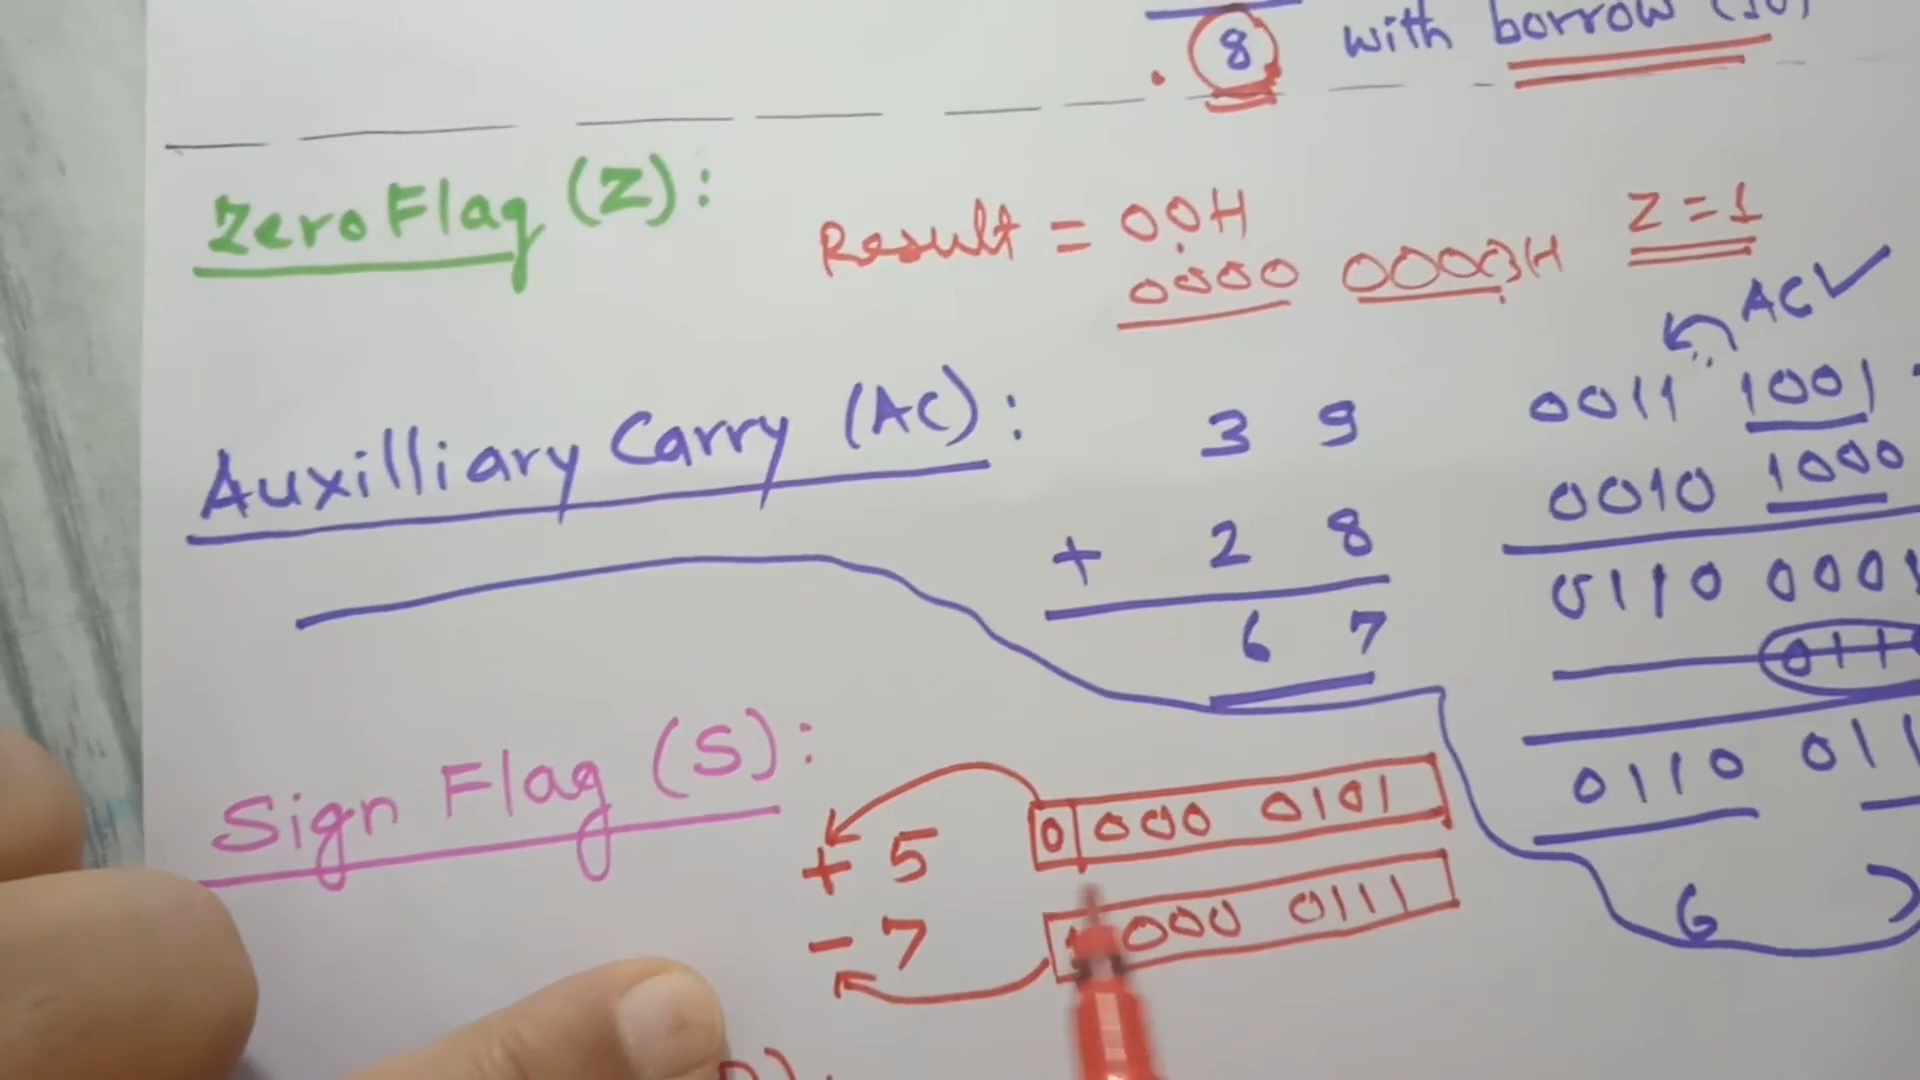 8 with borrow
Zero Flag (Z):
Result = 00H
Z = 1
0000 0000H
AC ✓
Auxilliary Carry (AC):
3 9
0011 1001
+ 2 8
0010 1000
6 7
0110 0001
011
0110 011
Sign Flag (S):
+ 5
0 000 0101
- 7
000 0111
6